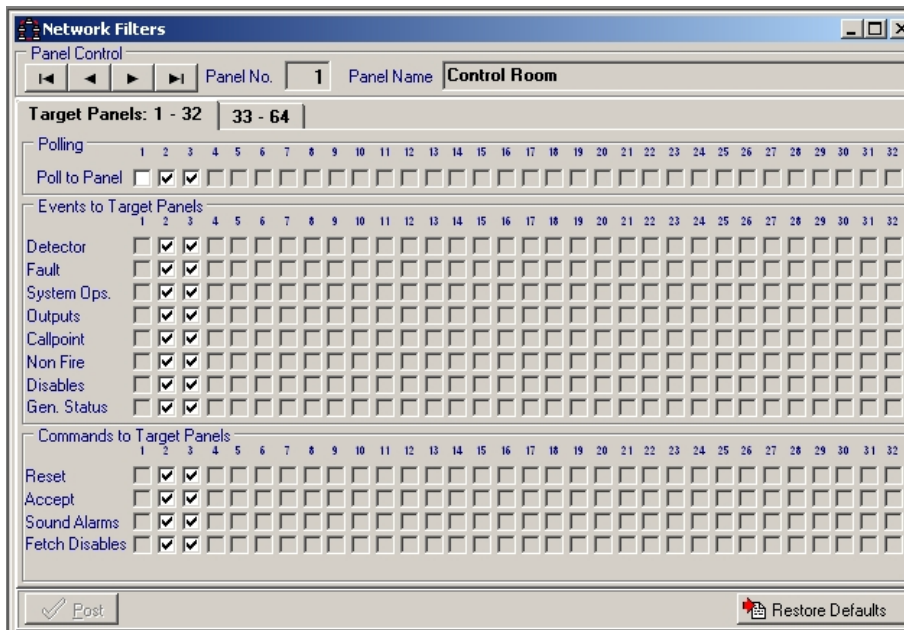 Network Filters
Panel Control
Panel No. 1 Panel Name Control Room
Target Panels: 1 - 32 33 - 64
Polling
1 2 3 4 5 6 7 8 9 10 11 12 13 14 15 16 17 18 19 20 21 22 23 24 25 26 27 28 29 30 31 32
Poll to Panel
Events to Target Panels
1 2 3 4 5 6 7 8 9 10 11 12 13 14 15 16 17 18 19 20 21 22 23 24 25 26 27 28 29 30 31 32
Detector
Fault
System Ops.
Outputs
Callpoint
Non Fire
Disables
Gen. Status
Commands to Target Panels
1 2 3 4 5 6 7 8 9 10 11 12 13 14 15 16 17 18 19 20 21 22 23 24 25 26 27 28 29 30 31 32
Reset
Accept
Sound Alarms
Fetch Disables
Post Restore Defaults